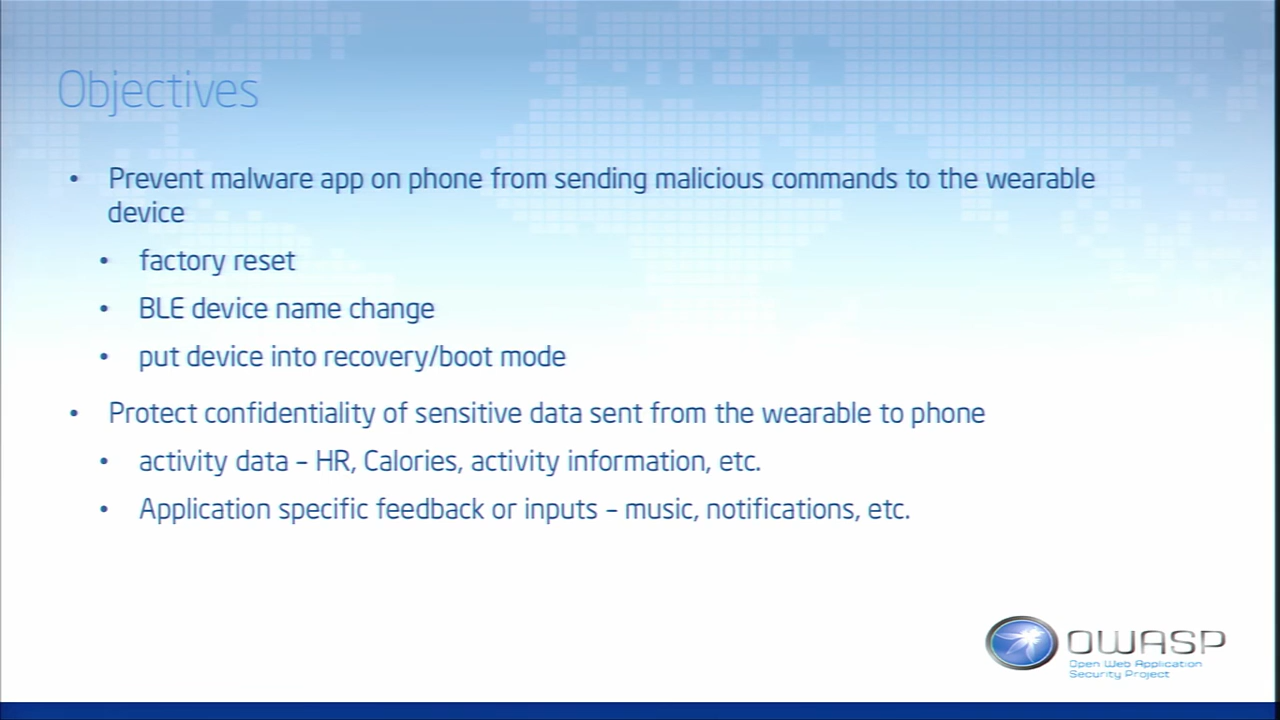 Objectives
• Prevent malware app on phone from sending malicious commands to the wearable
device
• factory reset
• BLE device name change
• put device into recovery/boot mode
• Protect confidentiality of sensitive data sent from the wearable to phone
• activity data – HR, Calories, activity information, etc.
• Application specific feedback or inputs – music, notifications, etc.
OWASP
Open Web Application
Security Project